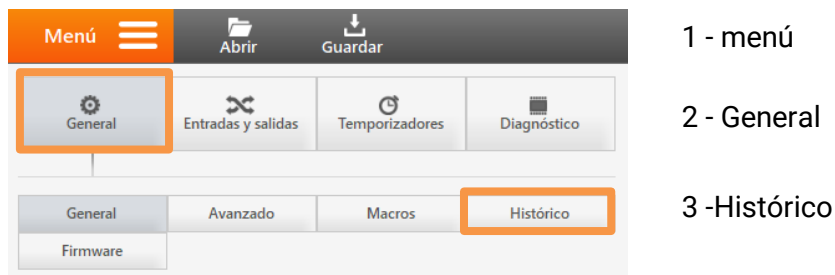 Menú
Abrir
Guardar
1 - menú
General
Entradas y salidas
Temporizadores
Diagnóstico
2 - General
General
Avanzado
Macros
Histórico
3 -Histórico
Firmware